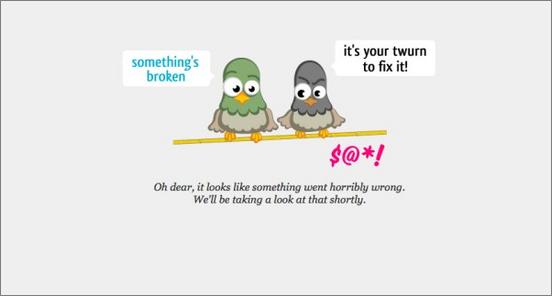 something's
broken
it's your twurn
to fix it!
$@*!
Oh dear, it looks like something went horribly wrong.
We'll be taking a look at that shortly.